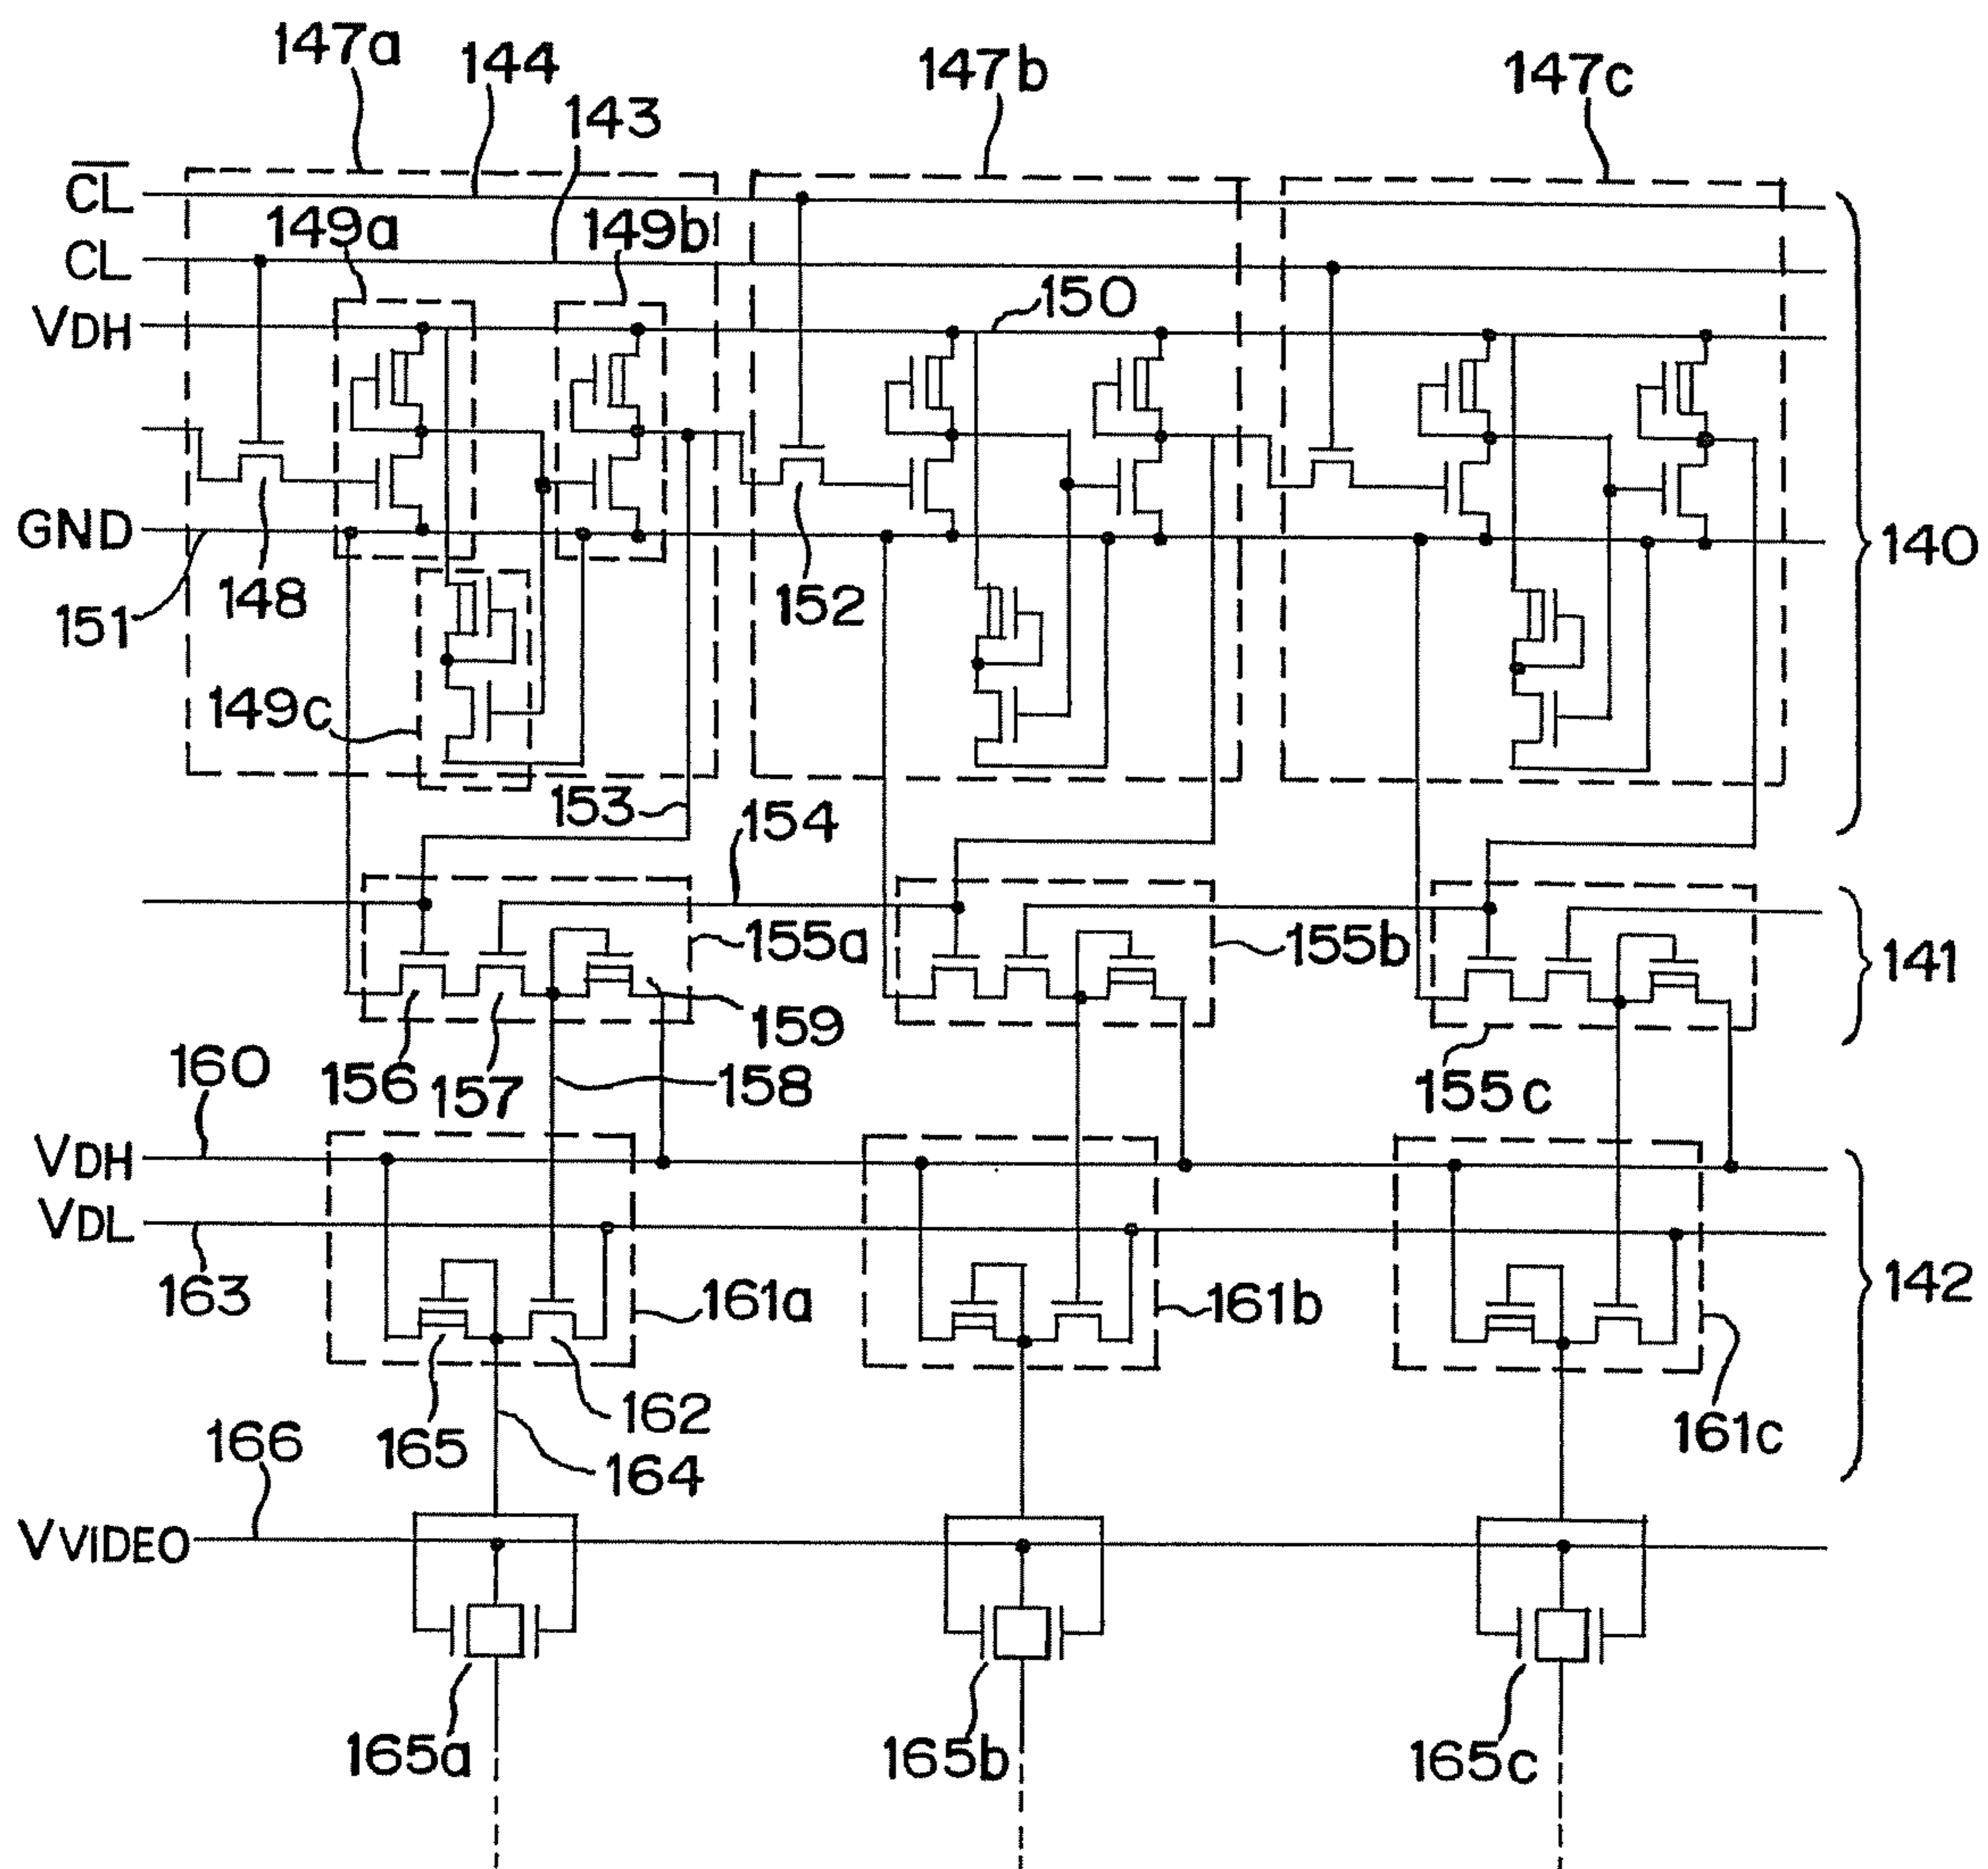 147a
144
143
147b
147c
C̅L̅
CL
149a
149b
VDH
150
GND
148
151
152
140
149c
153
154
155a
155b
141
159
156
157
158
155c
160
VDH
VDL
163
161a
161b
142
162
165
164
161c
166
VVIDEO
165a
165b
165c